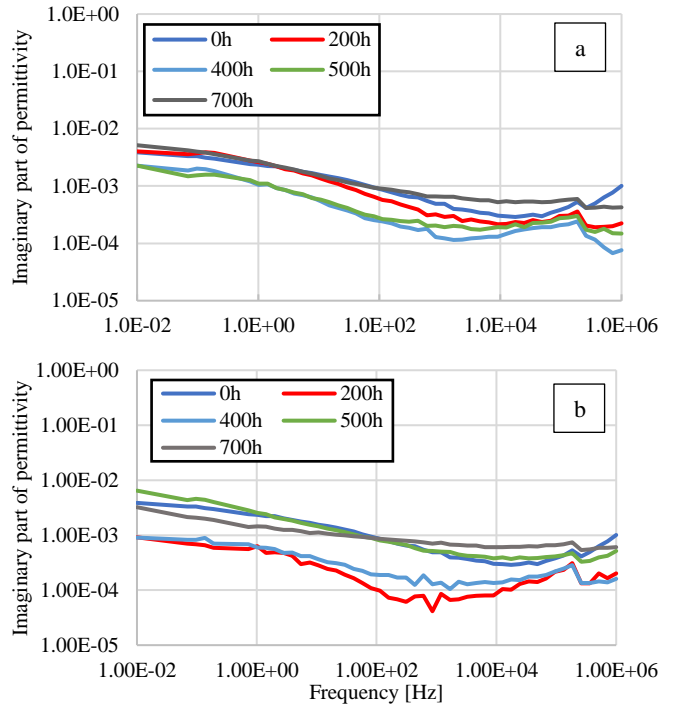 1.0E+00
1.0E-01
1.0E-02
1.0E-03
1.0E-04
1.0E-05
Imaginary part of permittivity
0h 200h
400h 500h
700h
a
1.0E-02 1.0E+00 1.0E+02 1.0E+04 1.0E+06
1.00E+00
1.00E-01
1.00E-02
1.00E-03
1.00E-04
1.00E-05
Imaginary part of permittivity
0h 200h
400h 500h
700h
b
1.00E-02 1.00E+00 1.00E+02 1.00E+04 1.00E+06
Frequency [Hz]